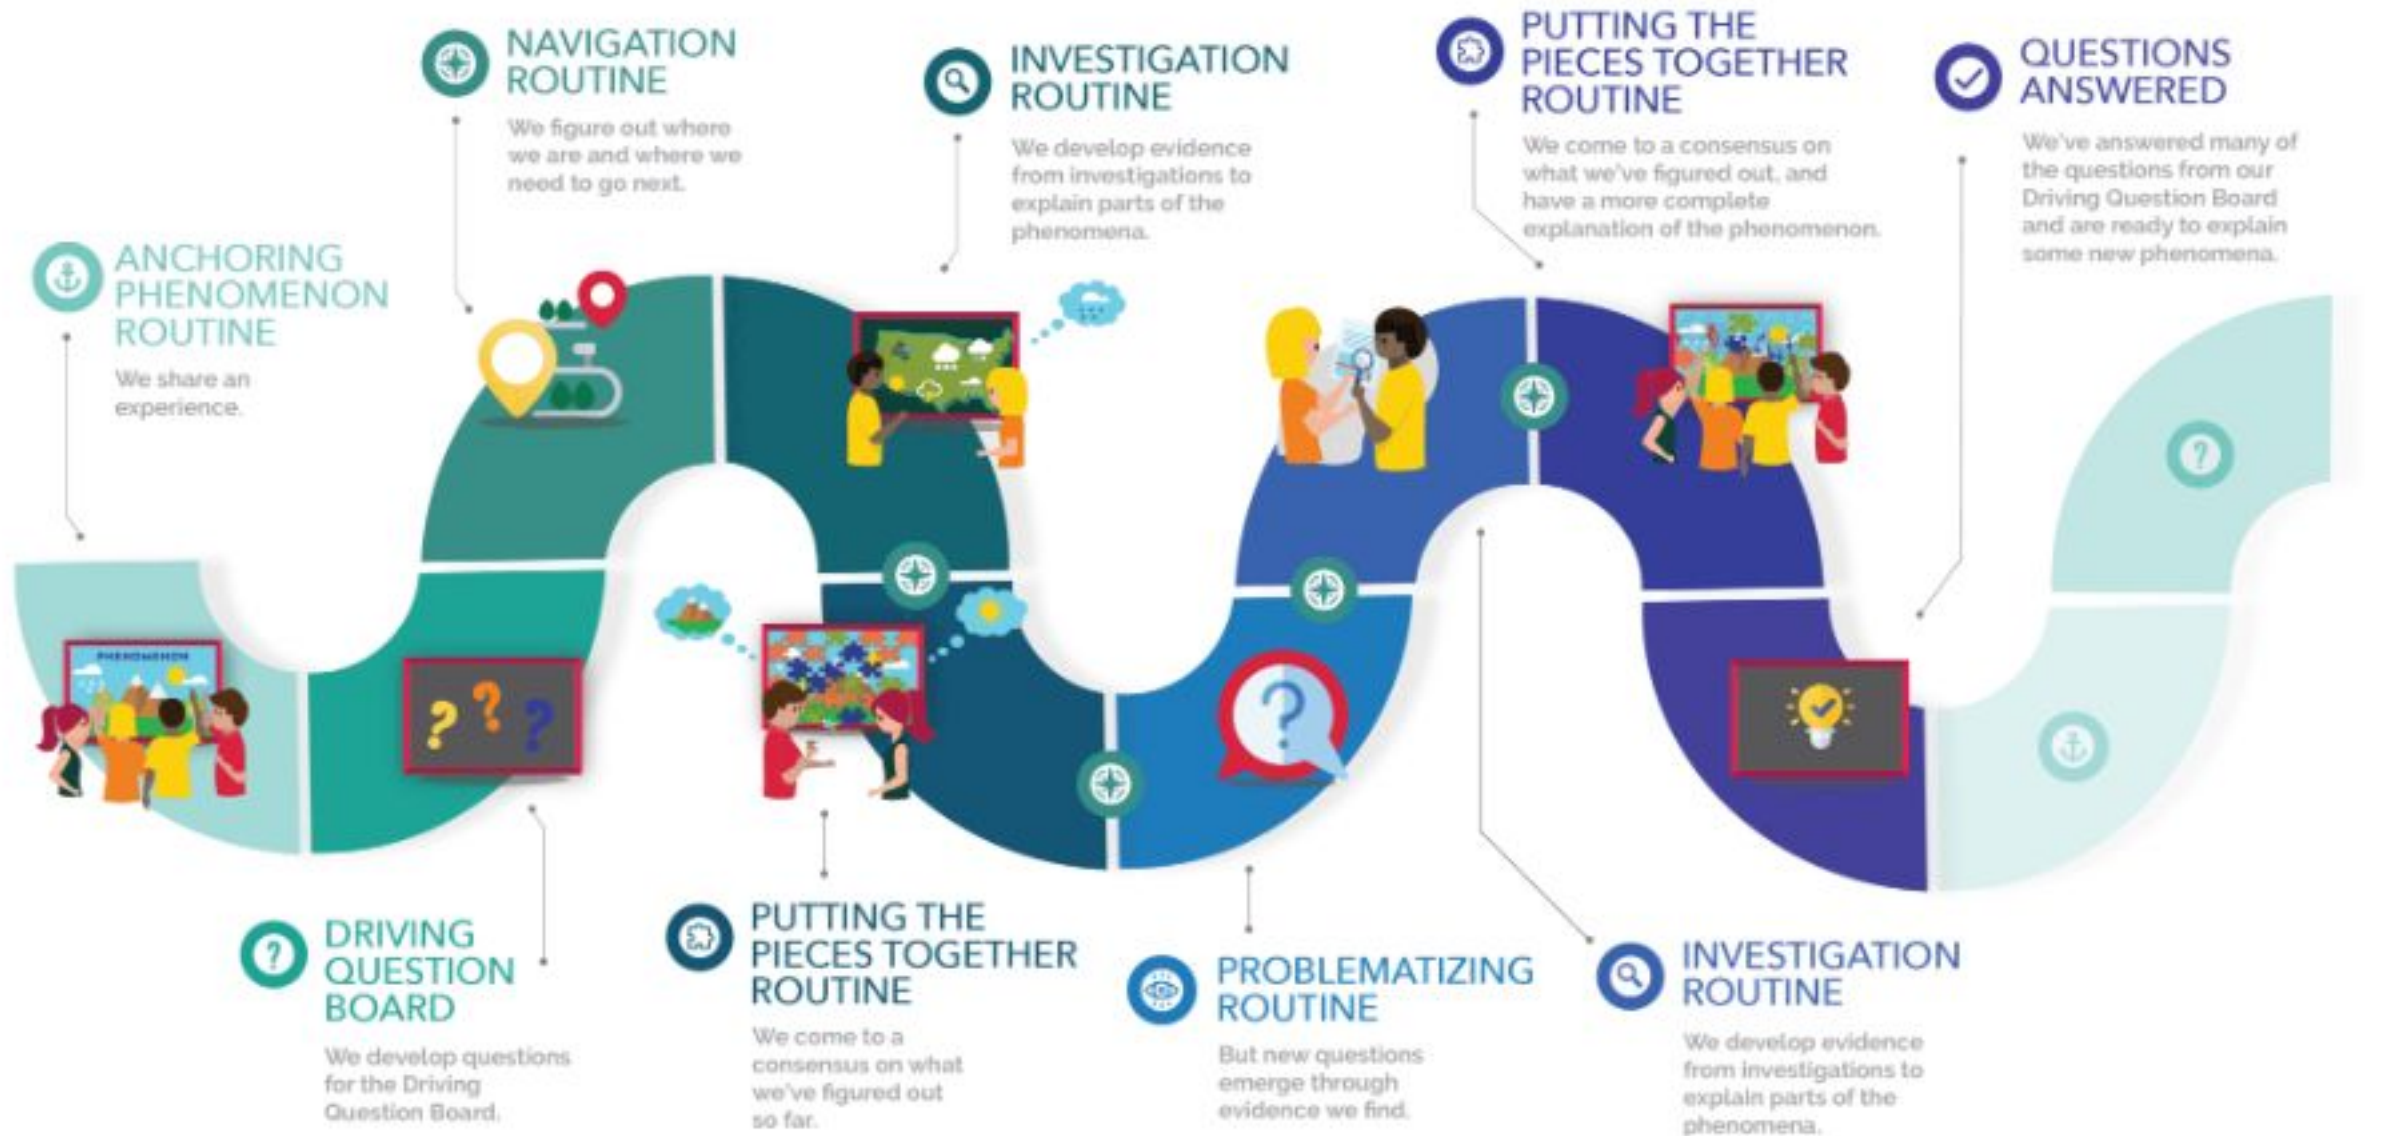 ANCHORING
PHENOMENON
ROUTINE
We share an
experience.
NAVIGATION
ROUTINE
We figure out where
we are and where we
need to go next.
INVESTIGATION
ROUTINE
We develop evidence
from investigations to
explain parts of the
phenomena.
PUTTING THE
PIECES TOGETHER
ROUTINE
We come to a consensus on
what we've figured out, and
have a more complete
explanation of the phenomenon.
QUESTIONS
ANSWERED
We've answered many of
the questions from our
Driving Question Board
and are ready to explain
some new phenomena.
PHENOMENON
? ? ?
?
?
?
DRIVING
QUESTION
BOARD
We develop questions
for the Driving
Question Board.
PUTTING THE
PIECES TOGETHER
ROUTINE
We come to a
consensus on what
we've figured out
so far.
PROBLEMATIZING
ROUTINE
But new questions
emerge through
evidence we find.
INVESTIGATION
ROUTINE
We develop evidence
from investigations to
explain parts of the
phenomena.